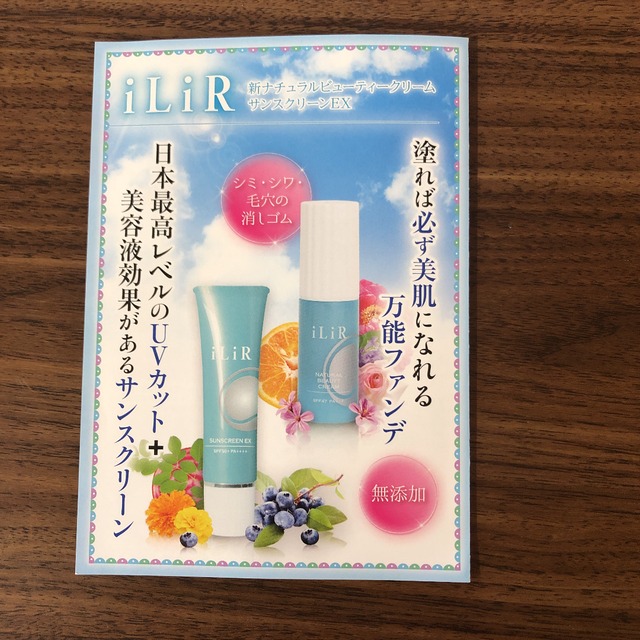 iLiR
新ナチュラルビューティークリーム
サンスクリーンEX
塗れば必ず美肌になれる
万能ファンデ
シミ・シワ・
毛穴の
消しゴム
日本最高レベルのUVカット+
美容液効果があるサンスクリーン
iLiR
NATURAL
BEAUTY
CREAM
iLiR
SUNSCREEN EX
SPF50+ PA++++
無添加